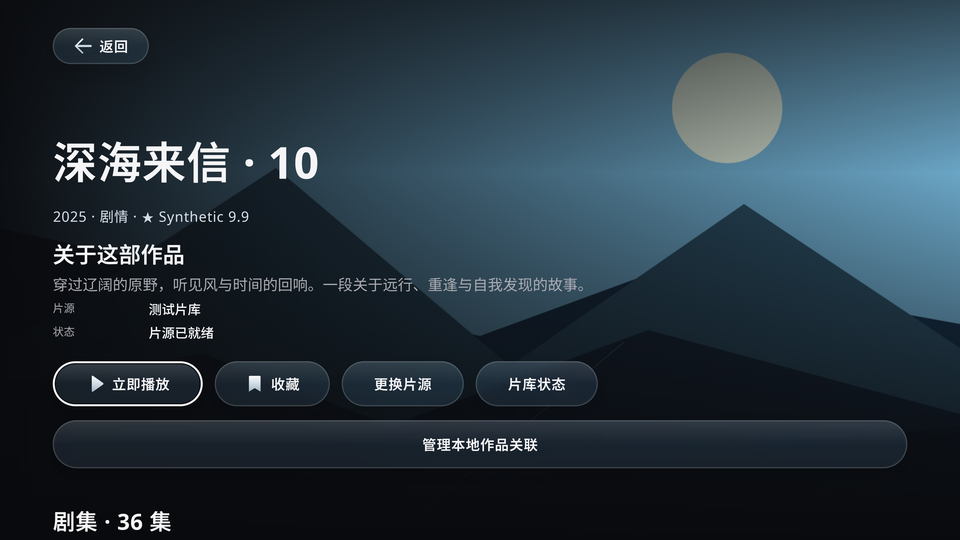 返回
深海来信 · 10
2025 · 剧情 · ★ Synthetic 9.9
关于这部作品
穿过辽阔的原野，听见风与时间的回响。一段关于远行、重逢与自我发现的故事。
片源 测试片库
状态 片源已就绪
立即播放 收藏 更换片源 片库状态
管理本地作品关联
剧集 · 36 集